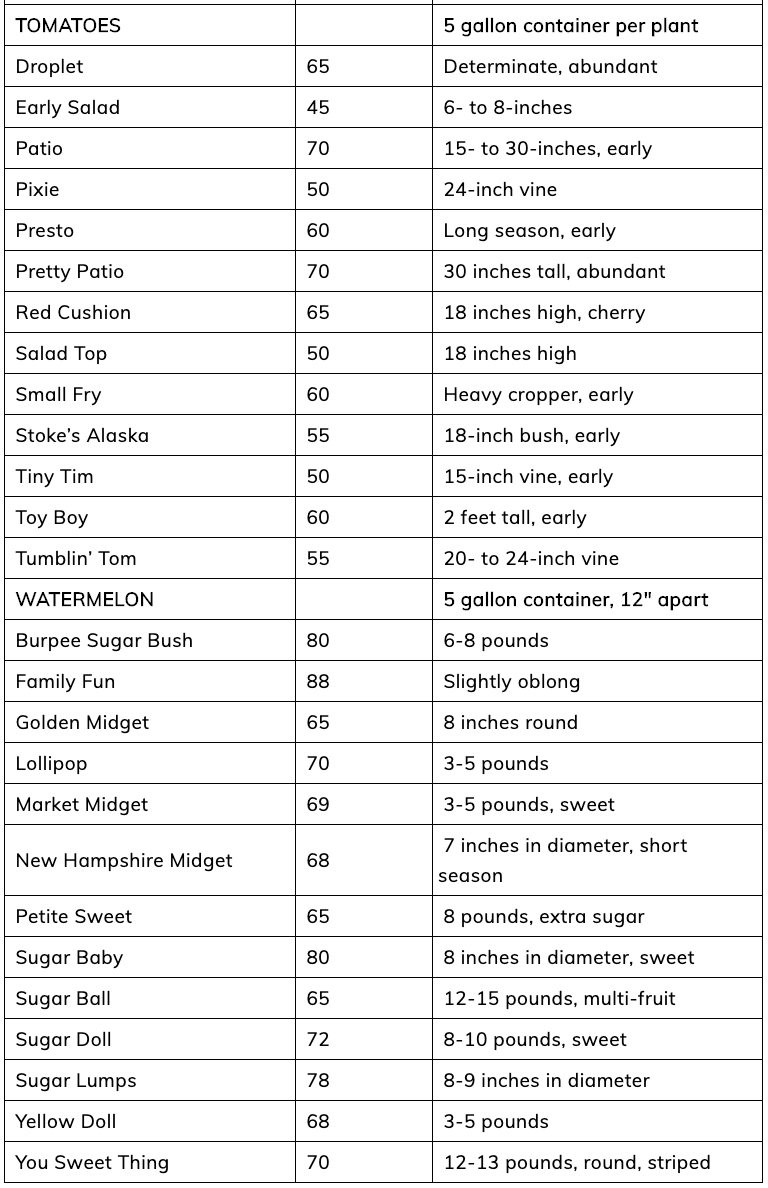 TOMATOES 5 gallon container per plant
Droplet 65 Determinate, abundant
Early Salad 45 6- to 8-inches
Patio 70 15- to 30-inches, early
Pixie 50 24-inch vine
Presto 60 Long season, early
Pretty Patio 70 30 inches tall, abundant
Red Cushion 65 18 inches high, cherry
Salad Top 50 18 inches high
Small Fry 60 Heavy cropper, early
Stoke’s Alaska 55 18-inch bush, early
Tiny Tim 50 15-inch vine, early
Toy Boy 60 2 feet tall, early
Tumblin’ Tom 55 20- to 24-inch vine
WATERMELON 5 gallon container, 12" apart
Burpee Sugar Bush 80 6-8 pounds
Family Fun 88 Slightly oblong
Golden Midget 65 8 inches round
Lollipop 70 3-5 pounds
Market Midget 69 3-5 pounds, sweet
New Hampshire Midget 68 7 inches in diameter, short
season
Petite Sweet 65 8 pounds, extra sugar
Sugar Baby 80 8 inches in diameter, sweet
Sugar Ball 65 12-15 pounds, multi-fruit
Sugar Doll 72 8-10 pounds, sweet
Sugar Lumps 78 8-9 inches in diameter
Yellow Doll 68 3-5 pounds
You Sweet Thing 70 12-13 pounds, round, striped